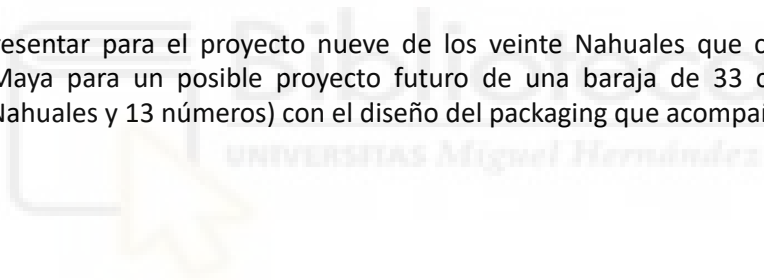 resentar para el proyecto nueve de los veinte Nahuales que
Maya para un posible proyecto futuro de una baraja de 33
Nahuales y 13 números) con el diseño del packaging que
Biblioteca
UNIVERSITAS Miguel Hernández